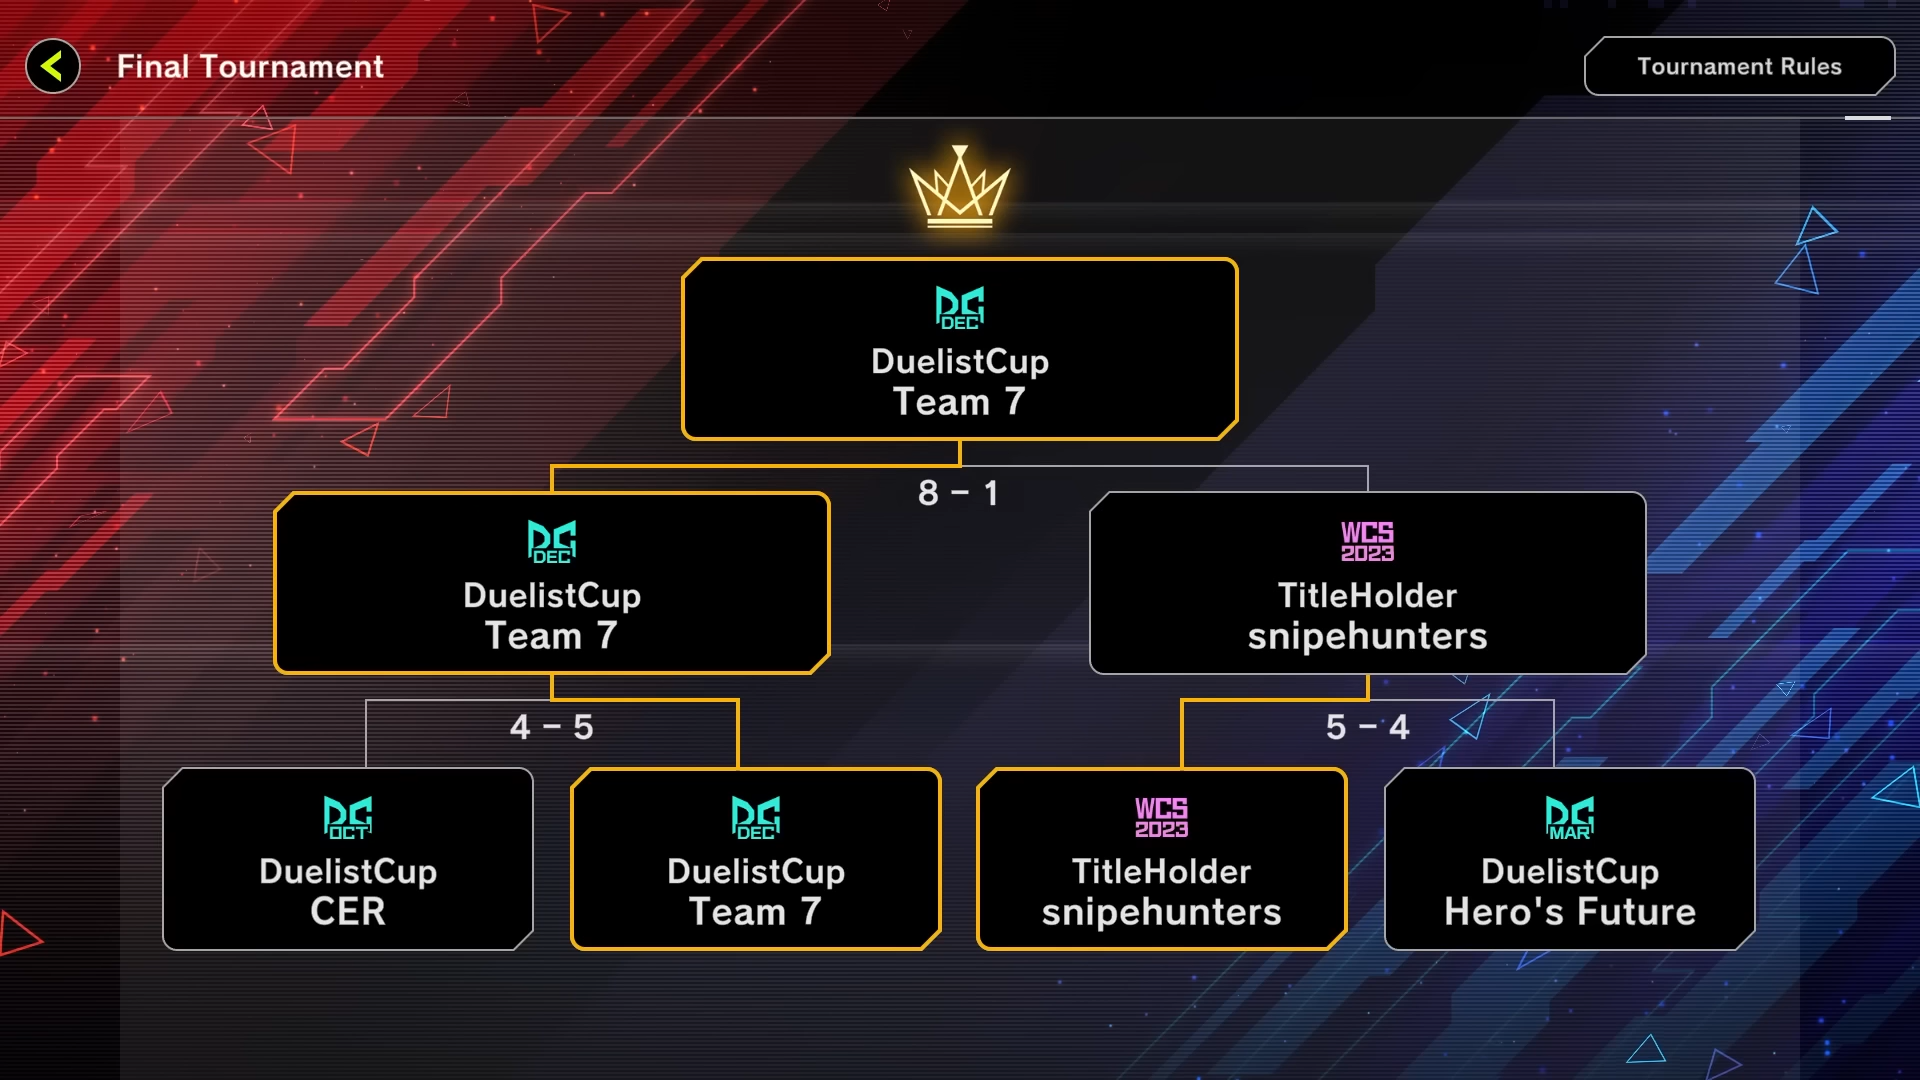 Final Tournament
Tournament Rules
DC
DEC
DuelistCup
Team 7
8 - 1
DC
DEC
DuelistCup
Team 7
WCS
2023
TitleHolder
snipehunters
4 - 5
5 - 4
DC
OCT
DuelistCup
CER
DC
DEC
DuelistCup
Team 7
WCS
2023
TitleHolder
snipehunters
DC
MAR
DuelistCup
Hero's Future